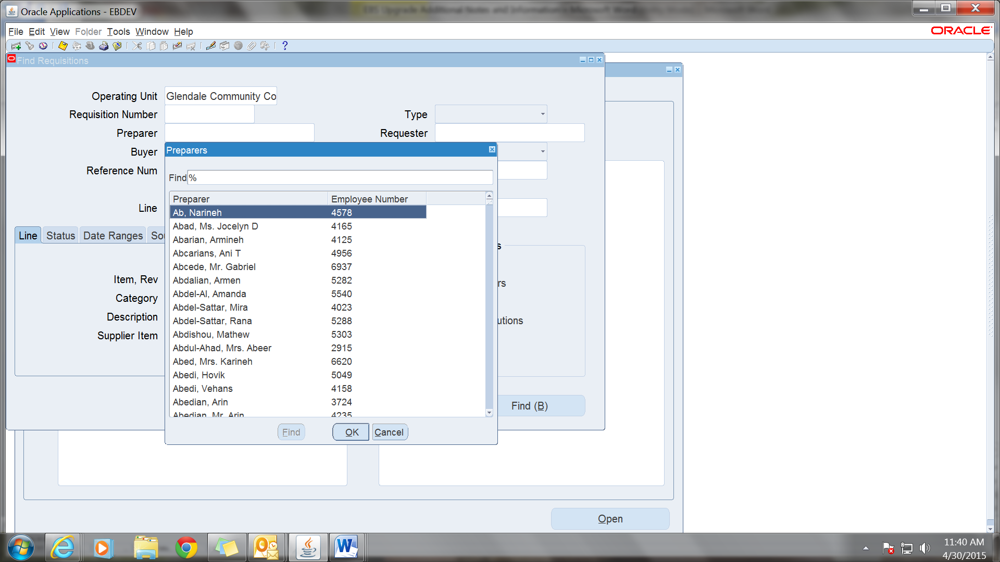 Oracle Applications - EBDEV
File Edit View Folder Tools Window Help
ORACLE
Find Requisitions
Operating Unit Glendale Community Co
Requisition Number
Type
Preparer
Requester
Buyer
Reference Num
Line
Preparers
Find %
Preparer Employee Number
Ab, Narineh 4578
Abad, Ms. Jocelyn D 4165
Abarian, Armineh 4125
Abcarians, Ani T 4956
Abcede, Mr. Gabriel 6937
Abdalian, Armen 5282
Abdel-Al, Amanda 5540
Abdel-Sattar, Mira 4023
Abdel-Sattar, Rana 5288
Abdishou, Mathew 5303
Abdul-Ahad, Mrs. Abeer 2915
Abed, Mrs. Karineh 6620
Abedi, Hovik 5049
Abedi, Vehans 4158
Abedian, Arin 3724
Abedian, Mr. Arin 4235
Find OK Cancel
Line Status Date Ranges Sou
s
Item, Rev
rs
Category
Description
utions
Supplier Item
Find (B)
Open
11:40 AM
4/30/2015